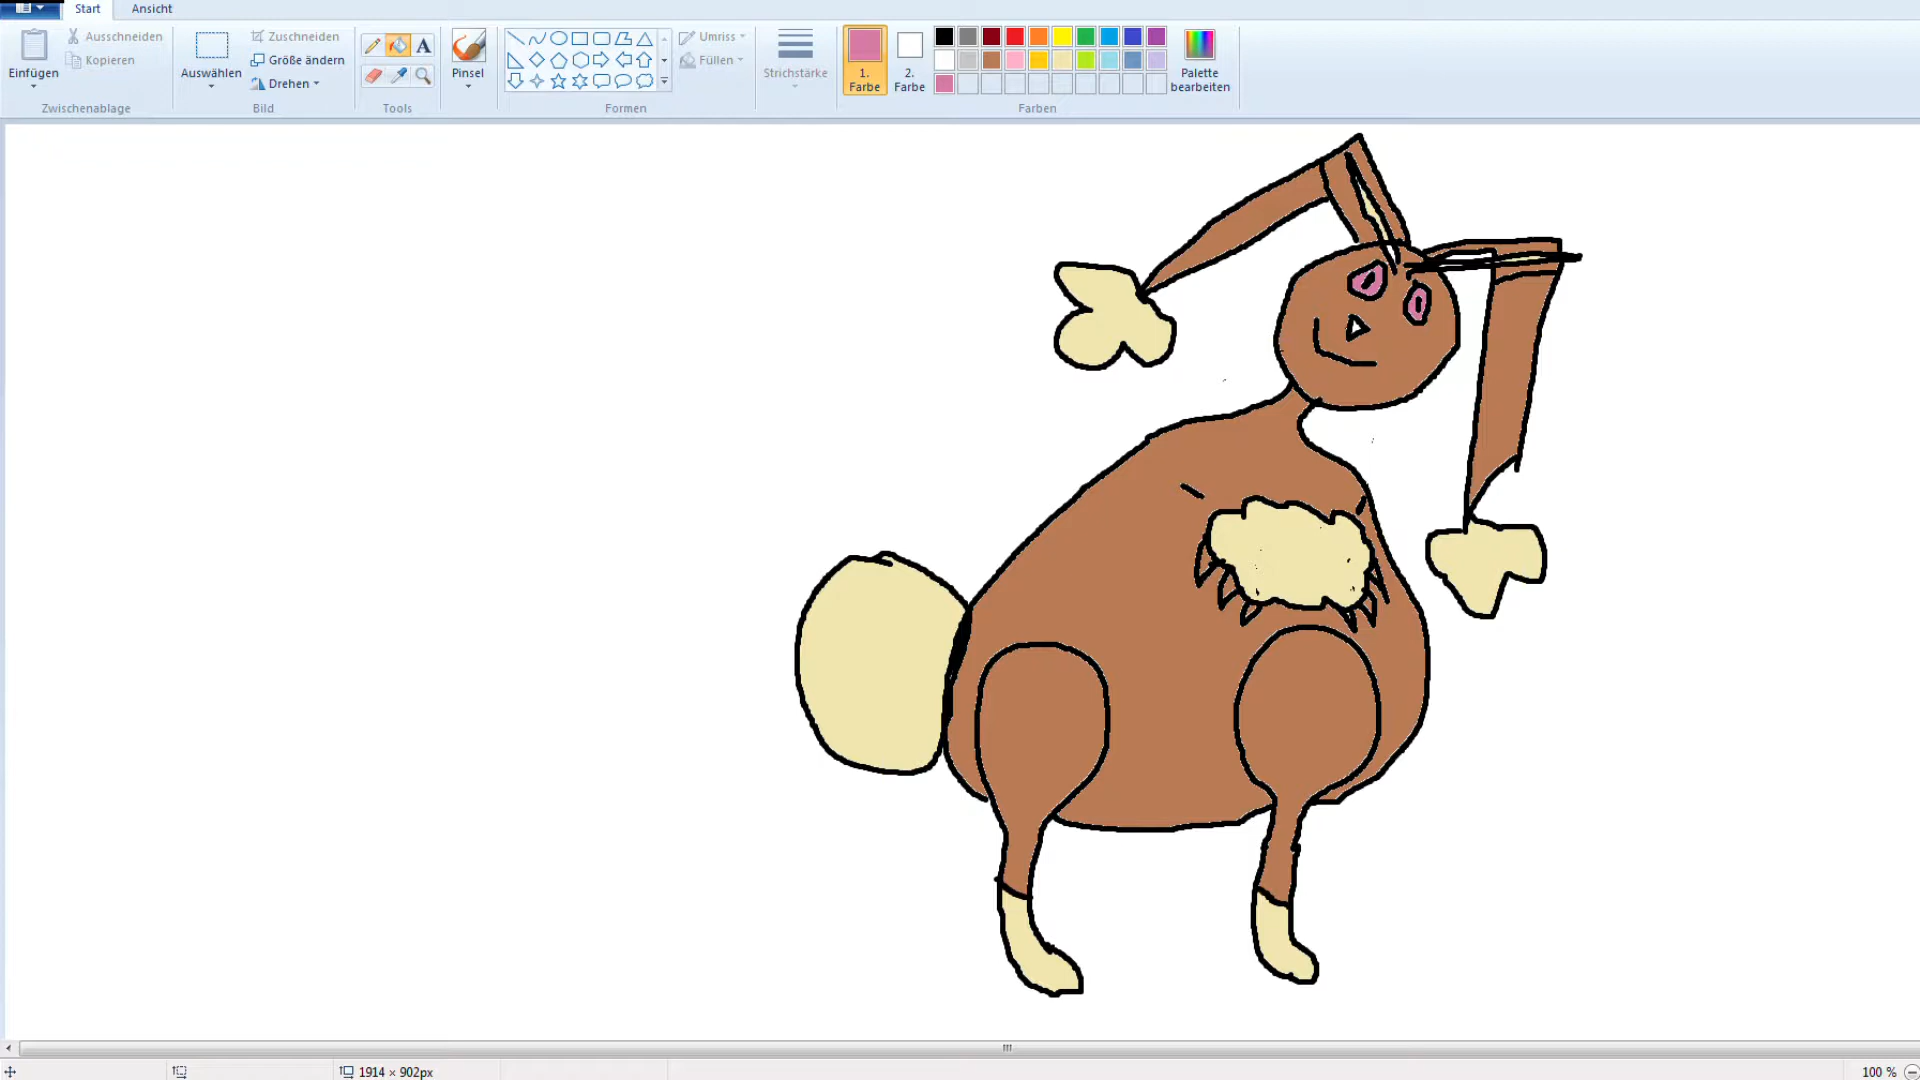 Start Ansicht
Einfügen
Ausschneiden
Kopieren
Zwischenablage
Auswählen
Zuschneiden
Größe ändern
Drehen
Bild
A
Tools
Pinsel
Umriss
Füllen
Formen
Strichstärke
1.
Farbe
2.
Farbe
Palette
bearbeiten
Farben
1914 × 902px
100 %